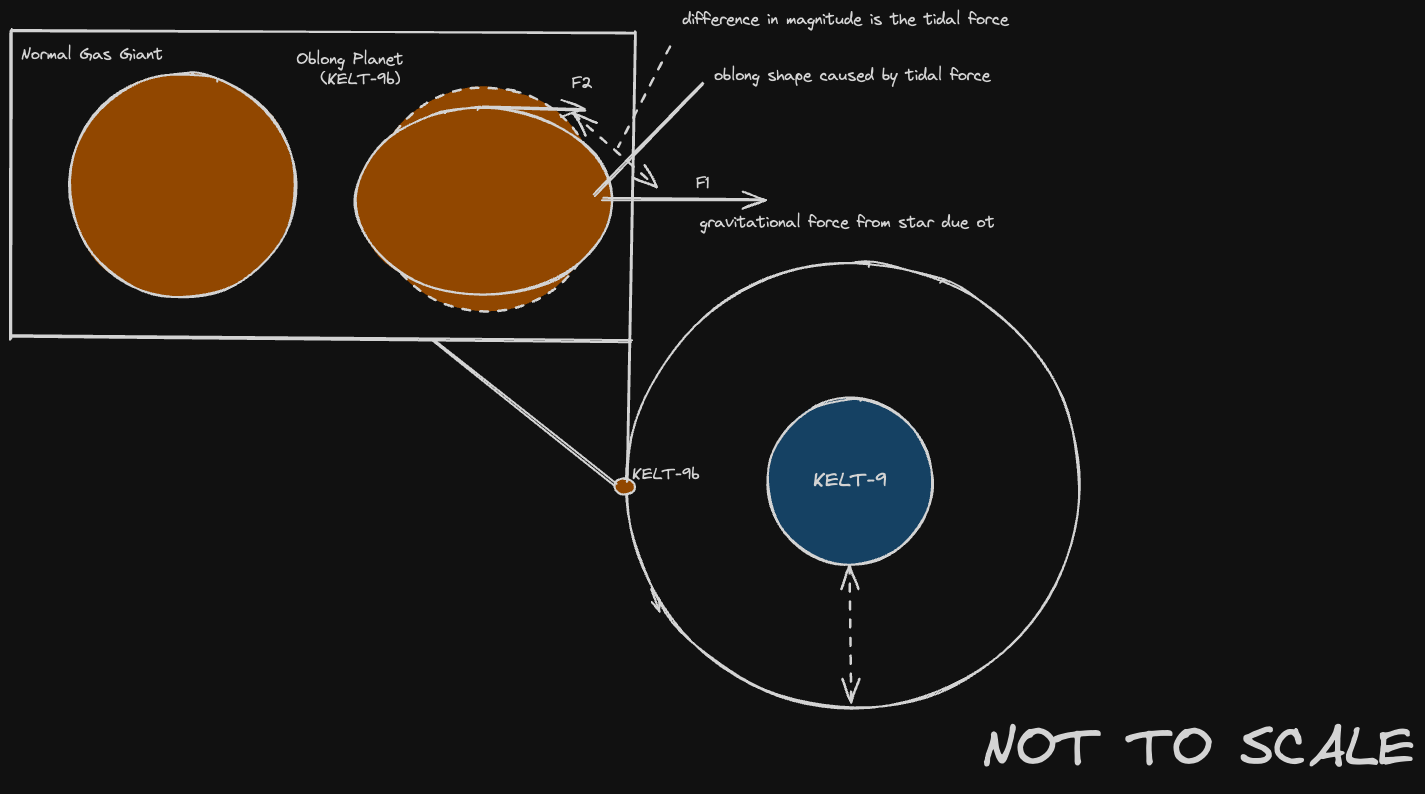 difference in magnitude is the tidal force
Normal Gas Giant
Oblong Planet
(KELT-9b)
F2
oblong shape caused by tidal force
F1
gravitational force from star due ot
KELT-9b
KELT-9
NOT TO SCALE